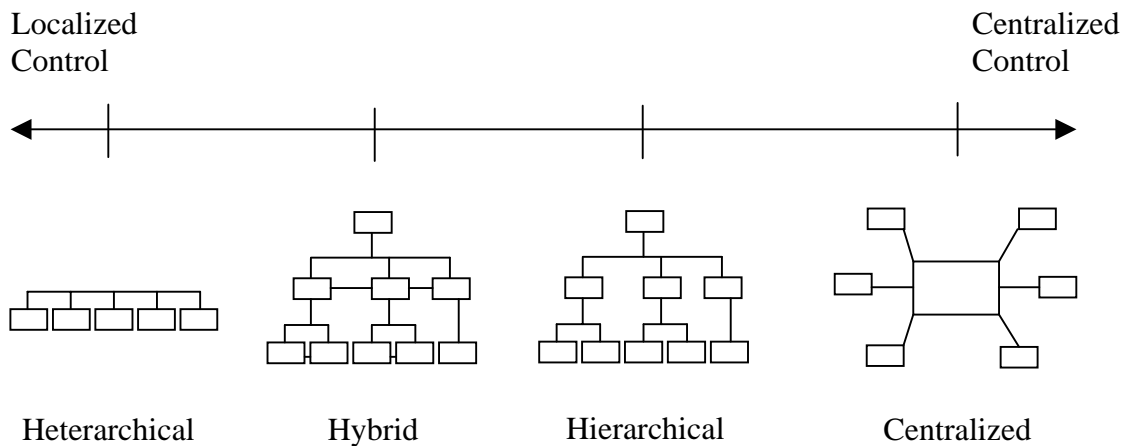 Localized
Control
Centralized
Control
Heterarchical
Hybrid
Hierarchical
Centralized